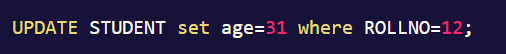 UPDATE STUDENT set age=31 where ROLLNO=12;